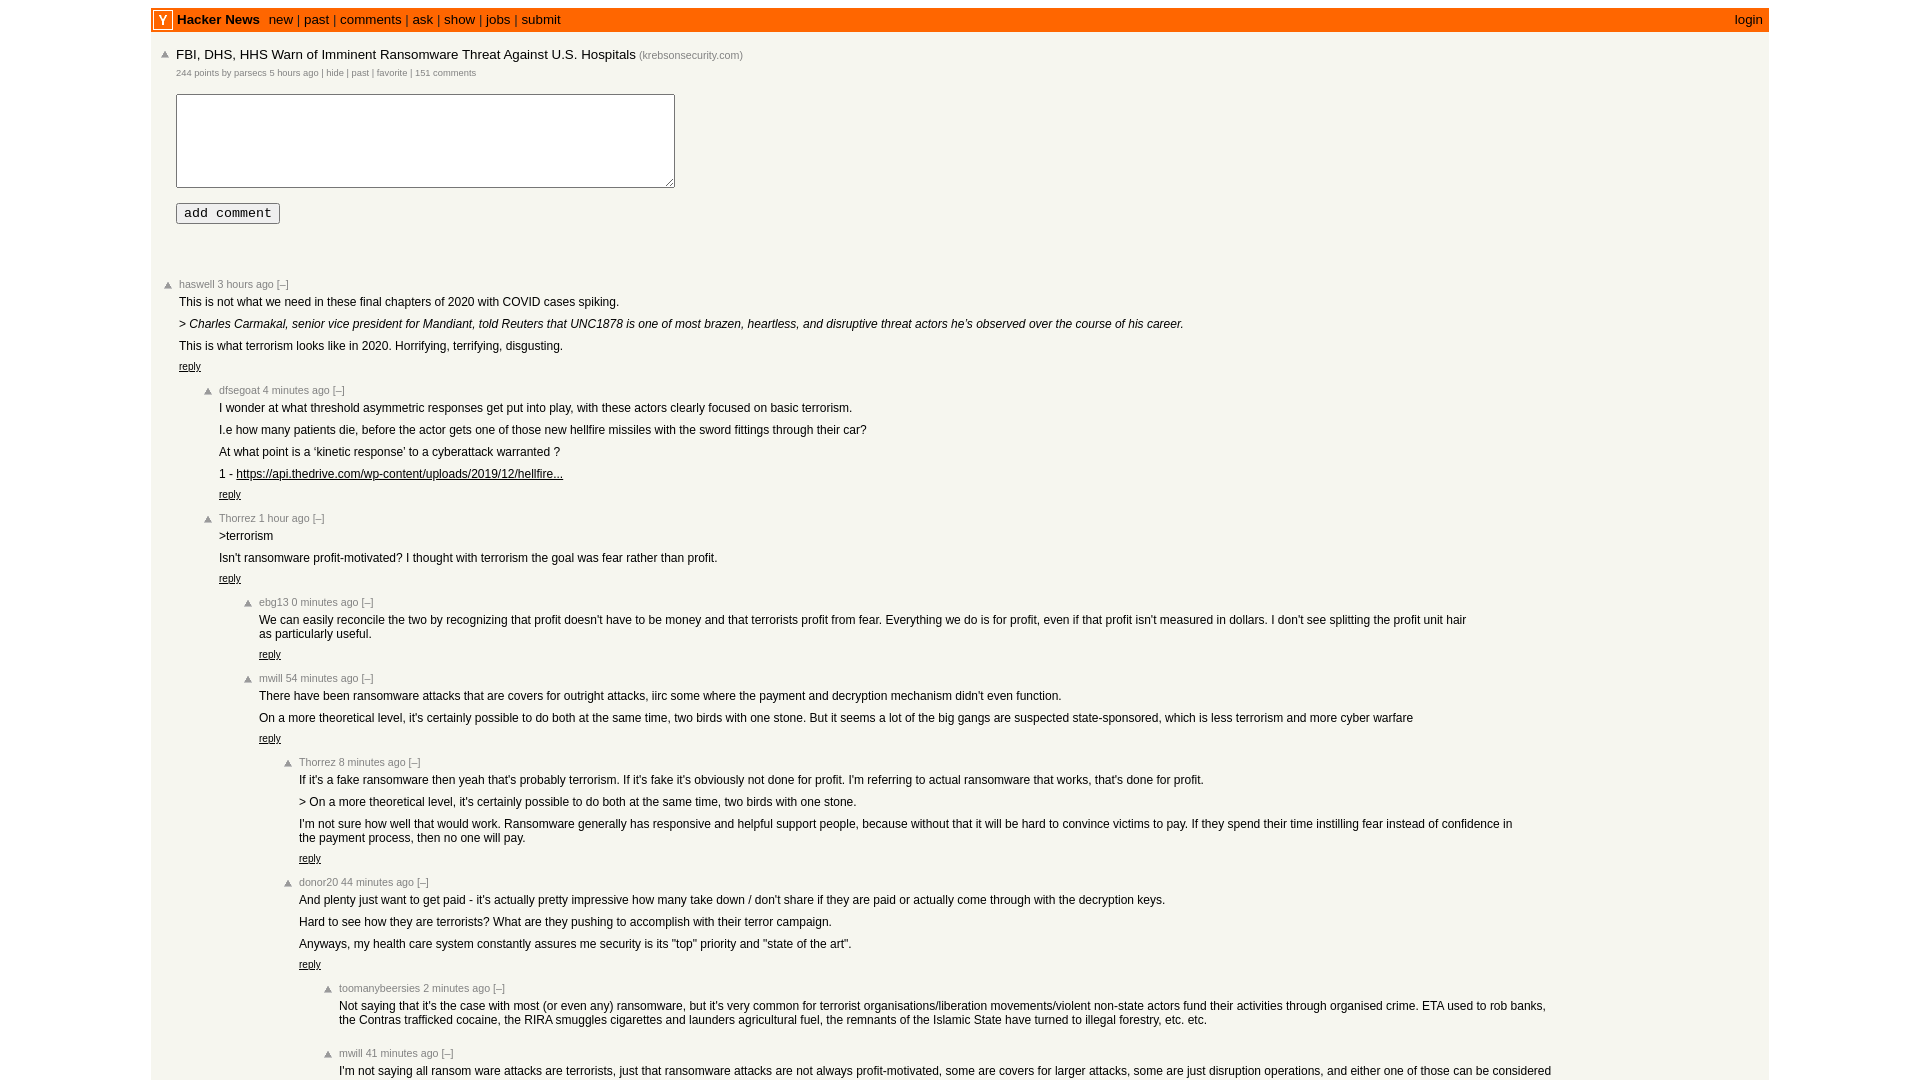 Y Hacker News new | past | comments | ask | show | jobs | submit login
FBI, DHS, HHS Warn of Imminent Ransomware Threat Against U.S. Hospitals (krebsonsecurity.com)
244 points by parsecs 5 hours ago | hide | past | favorite | 151 comments
add comment
haswell 3 hours ago [–]
This is not what we need in these final chapters of 2020 with COVID cases spiking.
> Charles Carmakal, senior vice president for Mandiant, told Reuters that UNC1878 is one of most brazen, heartless, and disruptive threat actors he’s observed over the course of his career.
This is what terrorism looks like in 2020. Horrifying, terrifying, disgusting.
reply
dfsegoat 4 minutes ago [–]
I wonder at what threshold asymmetric responses get put into play, with these actors clearly focused on basic terrorism.
I.e how many patients die, before the actor gets one of those new hellfire missiles with the sword fittings through their car?
At what point is a ‘kinetic response’ to a cyberattack warranted ?
1 - https://api.thedrive.com/wp-content/uploads/2019/12/hellfire...
reply
Thorrez 1 hour ago [–]
>terrorism
Isn't ransomware profit-motivated? I thought with terrorism the goal was fear rather than profit.
reply
ebg13 0 minutes ago [–]
We can easily reconcile the two by recognizing that profit doesn't have to be money and that terrorists profit from fear. Everything we do is for profit, even if that profit isn't measured in dollars. I don't see splitting the profit unit hair
as particularly useful.
reply
mwill 54 minutes ago [–]
There have been ransomware attacks that are covers for outright attacks, iirc some where the payment and decryption mechanism didn't even function.
On a more theoretical level, it's certainly possible to do both at the same time, two birds with one stone. But it seems a lot of the big gangs are suspected state-sponsored, which is less terrorism and more cyber warfare
reply
Thorrez 8 minutes ago [–]
If it's a fake ransomware then yeah that's probably terrorism. If it's fake it's obviously not done for profit. I'm referring to actual ransomware that works, that's done for profit.
> On a more theoretical level, it's certainly possible to do both at the same time, two birds with one stone.
I'm not sure how well that would work. Ransomware generally has responsive and helpful support people, because without that it will be hard to convince victims to pay. If they spend their time instilling fear instead of confidence in
the payment process, then no one will pay.
reply
donor20 44 minutes ago [–]
And plenty just want to get paid - it's actually pretty impressive how many take down / don't share if they are paid or actually come through with the decryption keys.
Hard to see how they are terrorists? What are they pushing to accomplish with their terror campaign.
Anyways, my health care system constantly assures me security is its "top" priority and "state of the art".
reply
toomanybeersies 2 minutes ago [–]
Not saying that it's the case with most (or even any) ransomware, but it's very common for terrorist organisations/liberation movements/violent non-state actors fund their activities through organised crime. ETA used to rob banks,
the Contras trafficked cocaine, the RIRA smuggles cigarettes and launders agricultural fuel, the remnants of the Islamic State have turned to illegal forestry, etc. etc.
mwill 41 minutes ago [–]
I'm not saying all ransom ware attacks are terrorists, just that ransomware attacks are not always profit-motivated, some are covers for larger attacks, some are just disruption operations, and either one of those can be considered